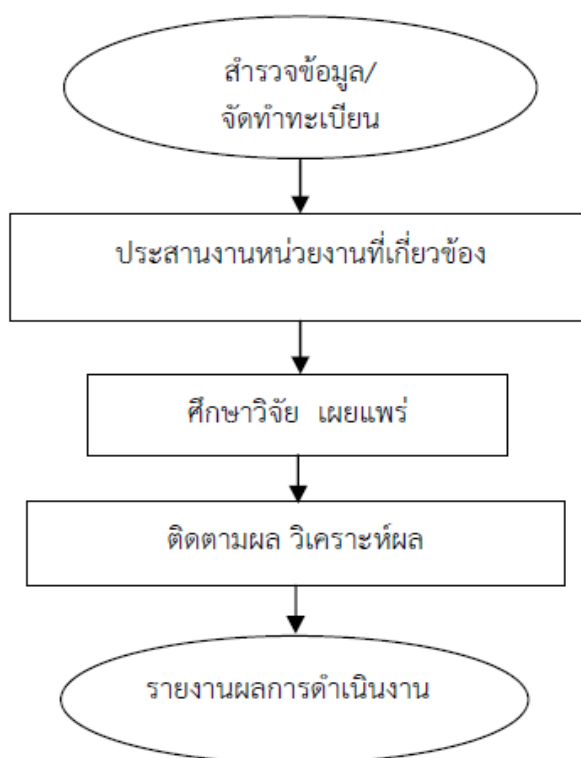 สำรวจข้อมูล/
จัดทำทะเบียน
ประสานงานหน่วยงานที่เกี่ยวข้อง
ศึกษาวิจัย เผยแพร่
ติดตามผล วิเคราะห์ผล
รายงานผลการดำเนินงาน